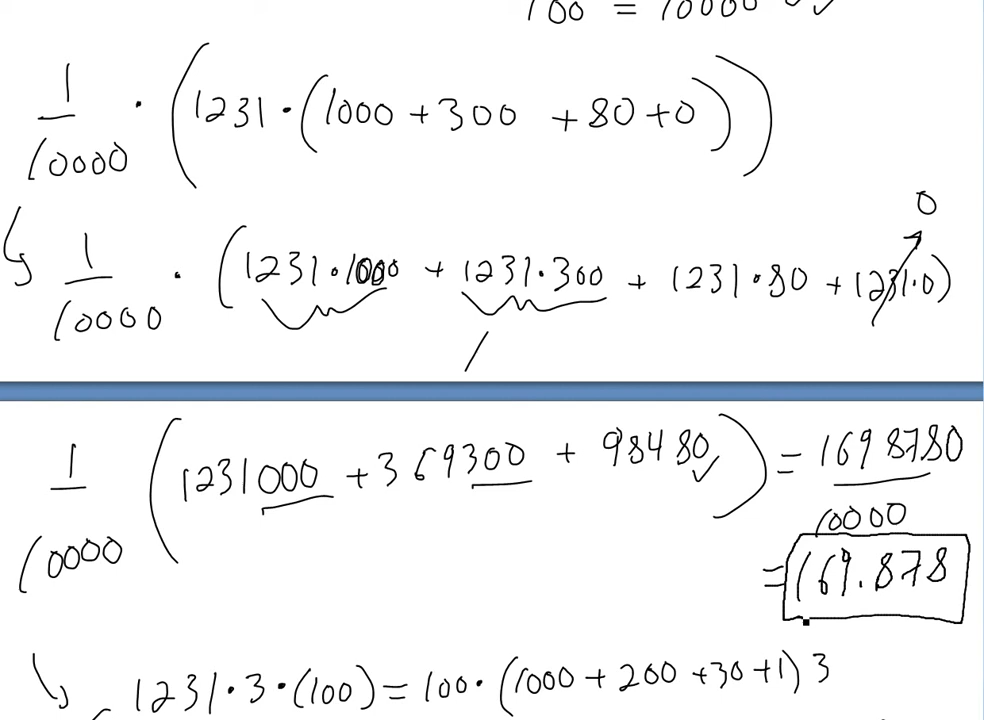 100 = 10000
1/10000 · (1231 · (1000 + 300 + 80 + 0))
↳ 1/10000 · (1231·1000 + 1231·300 + 1231·80 + 1231·0) 0
1/10000 (1231000 + 369300 + 98480) = 1698780/10000
= 169.878
↳ 1231·3·(100) = 100·(1000 + 200 + 30 + 1) 3